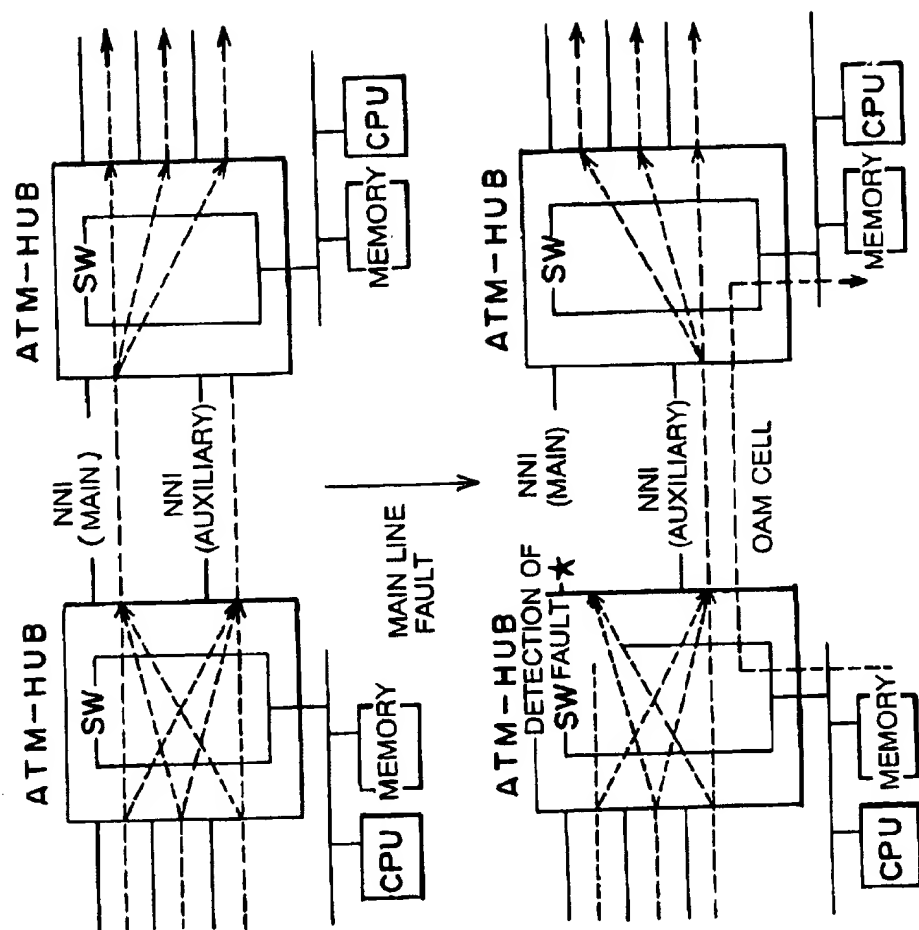 ATM-HUB
SW
CPU
MEMORY
NNI
(MAIN)
NNI
(AUXILIARY)
ATM-HUB
SW
MEMORY
CPU
MAIN LINE
FAULT
ATM-HUB
DETECTION OF
SW FAULT
CPU
MEMORY
NNI
(MAIN)
NNI
(AUXILIARY)
OAM CELL
ATM-HUB
SW
MEMORY
CPU